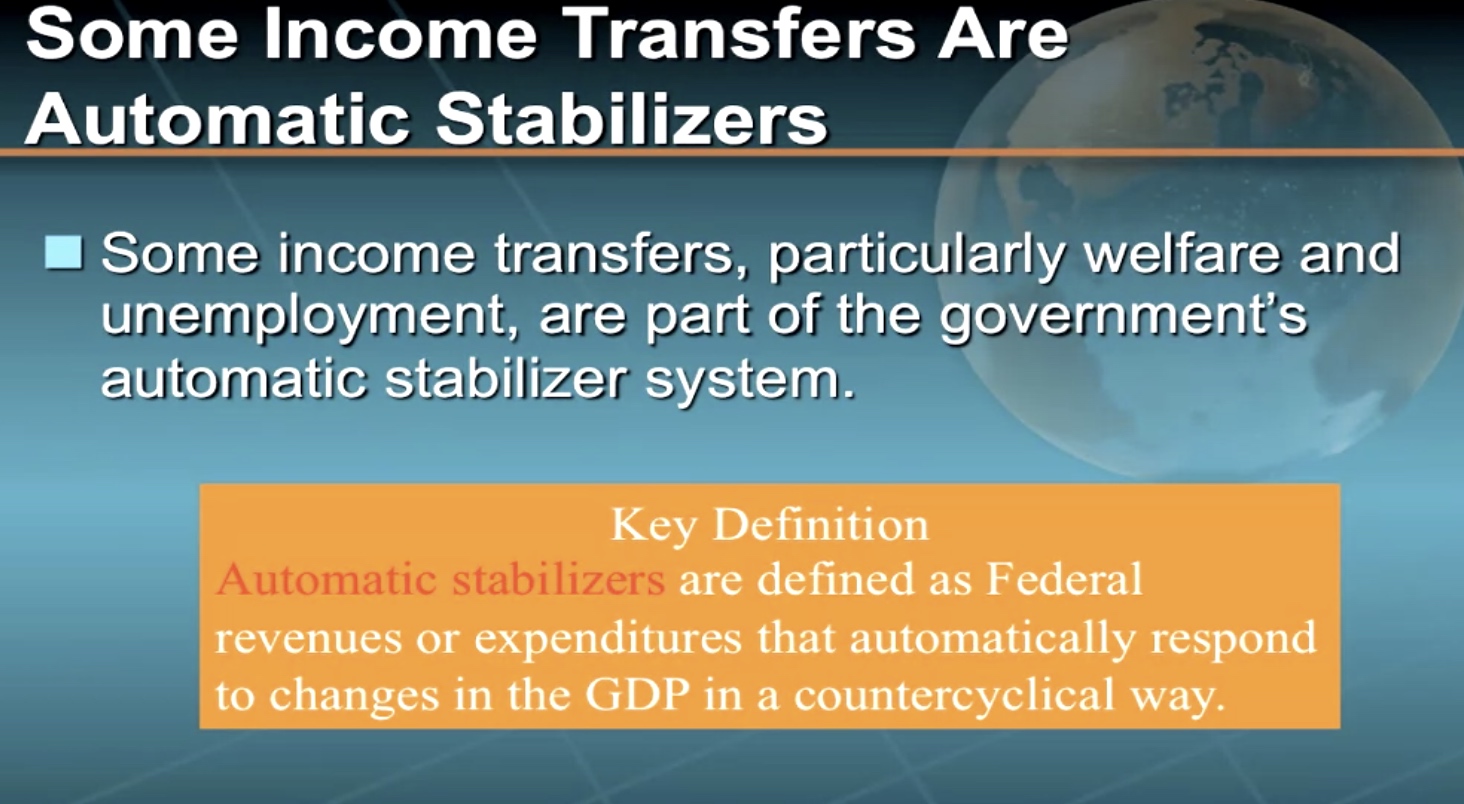 Some Income Transfers Are
Automatic Stabilizers
Some income transfers, particularly welfare and
unemployment, are part of the government’s
automatic stabilizer system.
Key Definition
Automatic stabilizers are defined as Federal
revenues or expenditures that automatically respond
to changes in the GDP in a countercyclical way.